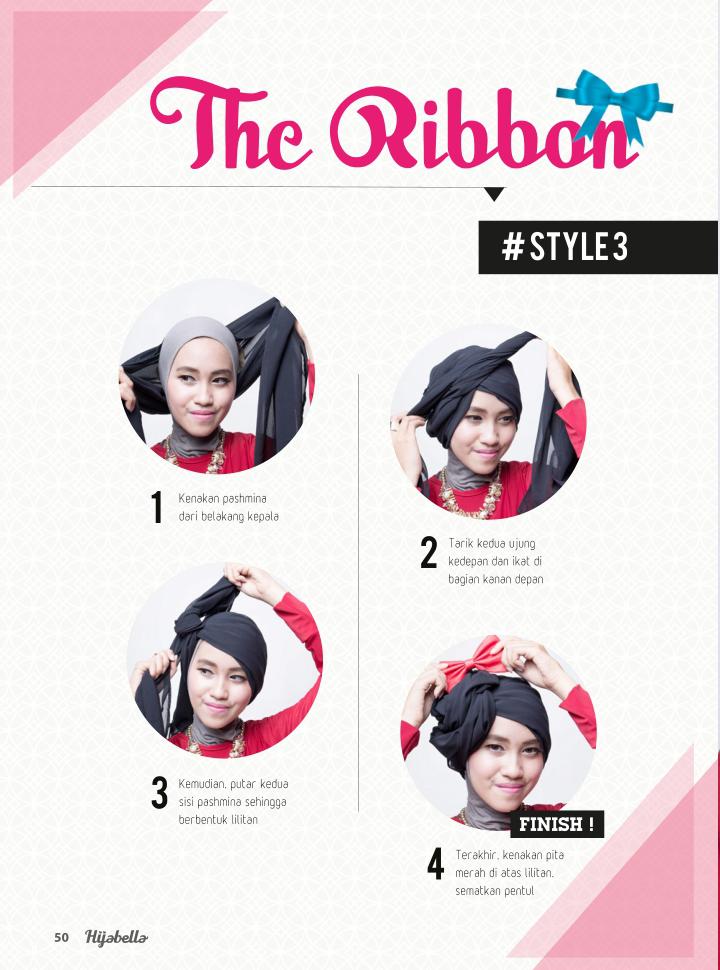 The Ribbon
#STYLE3
1 Kenakan pashmina
dari belakang kepala
2 Tarik kedua ujung
kedepan dan ikat di
bagian kanan depan
3 Kemudian, putar kedua
sisi pashmina sehingga
berbentuk lilitan
FINISH !
4 Terakhir, kenakan pita
merah di atas lilitan,
sematkan pentul
50 Hijabella